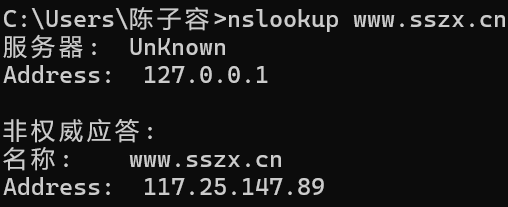 C:\Users\陈子容>nslookup www.sszx.cn
服务器:  UnKnown
Address:  127.0.0.1

非权威应答:
名称:    www.sszx.cn
Address:  117.25.147.89